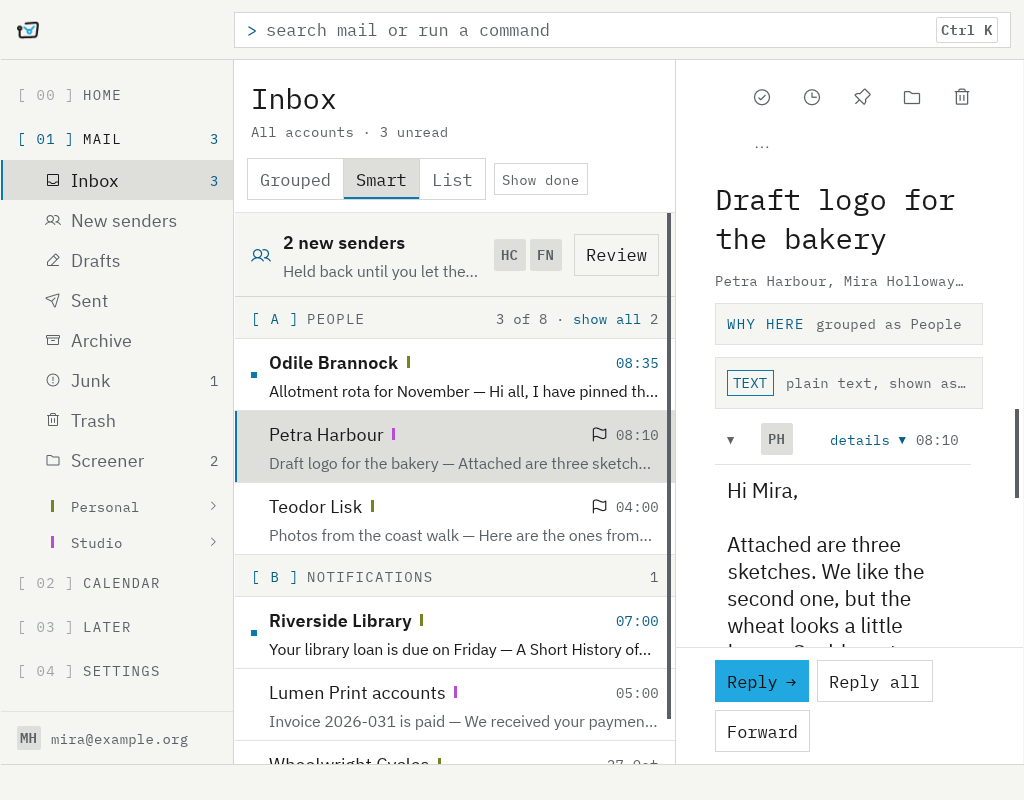 > search mail or run a command Ctrl K
[ 00 ] HOME
[ 01 ] MAIL 3
Inbox 3
New senders
Drafts
Sent
Archive
Junk 1
Trash
Screener 2
Personal
Studio
[ 02 ] CALENDAR
[ 03 ] LATER
[ 04 ] SETTINGS
MH mira@example.org
Inbox
All accounts · 3 unread
Grouped Smart List Show done
2 new senders
Held back until you let the…
HC FN Review
[ A ] PEOPLE 3 of 8 · show all 2
Odile Brannock 08:35
Allotment rota for November — Hi all, I have pinned th…
Petra Harbour 08:10
Draft logo for the bakery — Attached are three sketch…
Teodor Lisk 04:00
Photos from the coast walk — Here are the ones from…
[ B ] NOTIFICATIONS 1
Riverside Library 07:00
Your library loan is due on Friday — A Short History of…
Lumen Print accounts 05:00
Invoice 2026-031 is paid — We received your paymen…
Wheelwright Cycles 27 Oct
…
Draft logo for
the bakery
Petra Harbour, Mira Holloway…
WHY HERE grouped as People
TEXT plain text, shown as…
▼ PH details ▼ 08:10
Hi Mira,
Attached are three
sketches. We like the
second one, but the
wheat looks a little
Reply →
Reply all
Forward